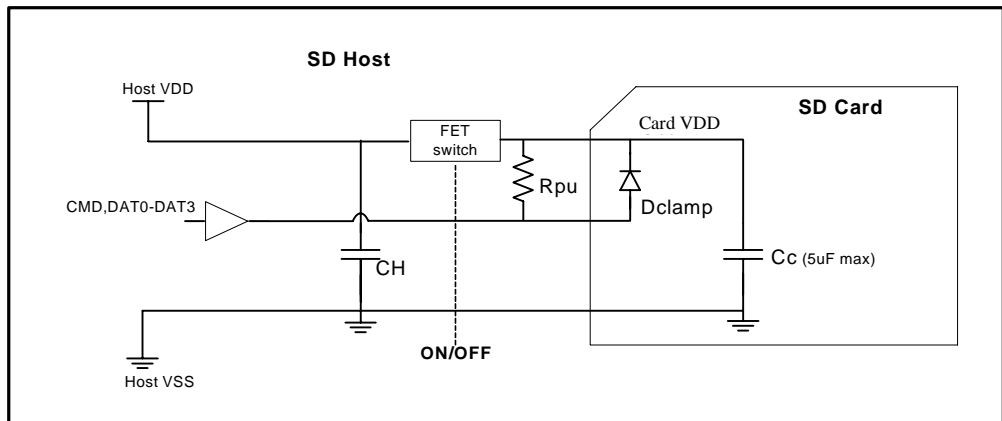 SD Host
Host VDD
SD Card
Card VDD
FET
switch
Rpu
Dclamp
CMD,DAT0-DAT3
CH
Cc (5uF max)
ON/OFF
Host VSS